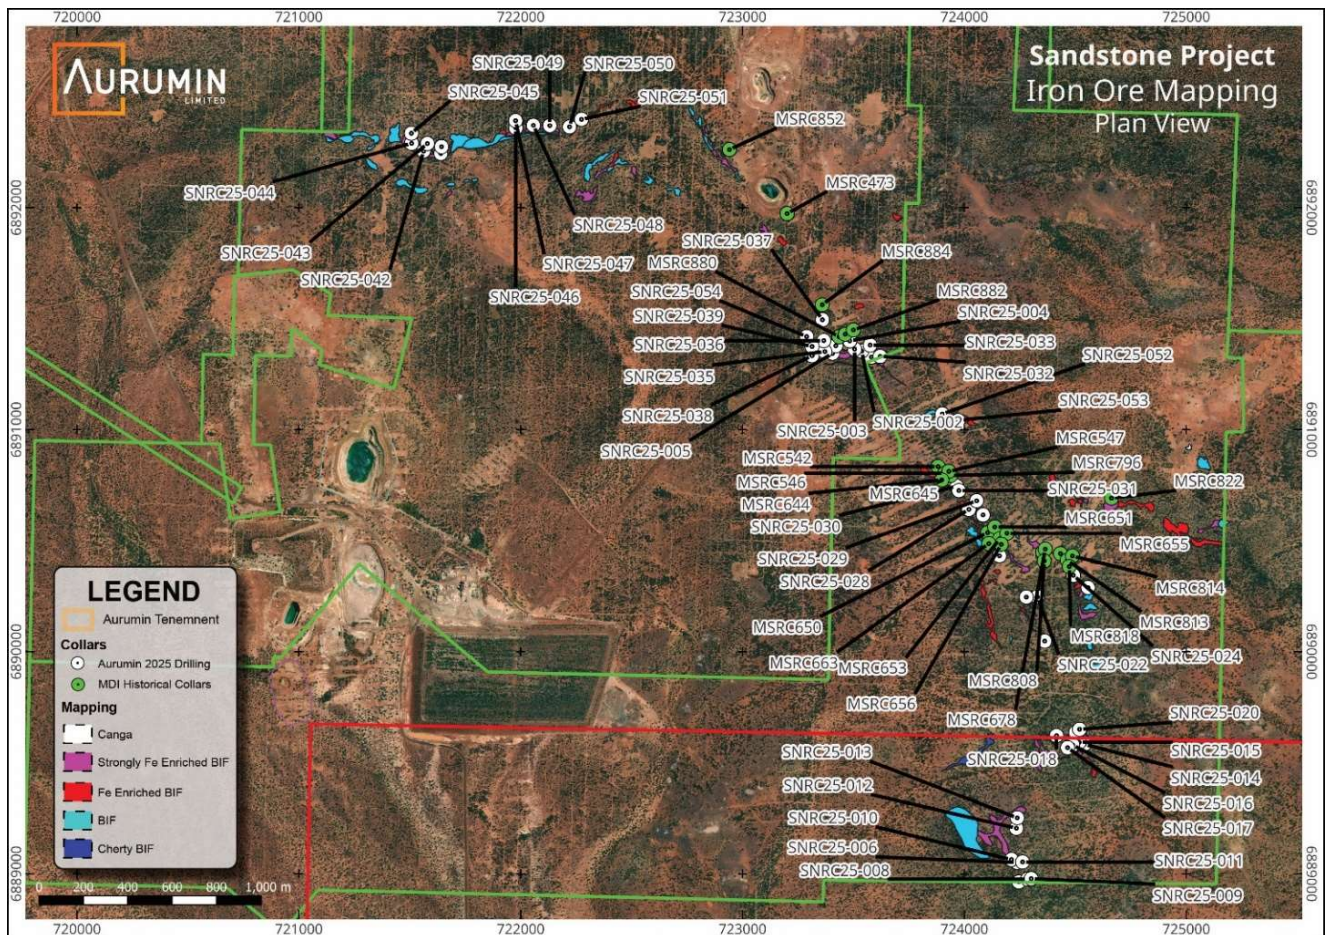 720000 721000 722000 723000 724000 725000
AURUMIN
LIMITED
Sandstone Project
Iron Ore Mapping
Plan View
SNRC25-049
SNRC25-050
SNRC25-045
SNRC25-051
MSRC852
SNRC25-044
MSRC473
6892000 6892000
SNRC25-043
SNRC25-048
SNRC25-042
SNRC25-047
SNRC25-046
SNRC25-037
MSRC880
MSRC884
SNRC25-054
MSRC882
SNRC25-039
SNRC25-004
SNRC25-036
SNRC25-033
SNRC25-035
SNRC25-052
SNRC25-032
SNRC25-038
SNRC25-053
SNRC25-005
SNRC25-003
SNRC25-002
6891000 6891000
MSRC547
MSRC542
MSRC796
MSRC546
MSRC645
SNRC25-031
MSRC822
MSRC644
SNRC25-030
MSRC651
SNRC25-029
MSRC655
SNRC25-028
MSRC814
MSRC650
MSRC813
MSRC818
MSRC663
MSRC653
SNRC25-024
SNRC25-022
MSRC808
MSRC656
MSRC678
6890000 6890000
SNRC25-020
SNRC25-013
SNRC25-018
SNRC25-015
SNRC25-014
SNRC25-012
SNRC25-016
SNRC25-010
SNRC25-017
SNRC25-006
SNRC25-011
SNRC25-008
SNRC25-009
6889000 6889000
LEGEND
Aurumin Tenemnent
Collars
Aurumin 2025 Drilling
MDI Historical Collars
Mapping
Canga
Strongly Fe Enriched BIF
Fe Enriched BIF
BIF
Cherty BIF
0 200 400 600 800 1,000 m
720000 721000 722000 723000 724000 725000